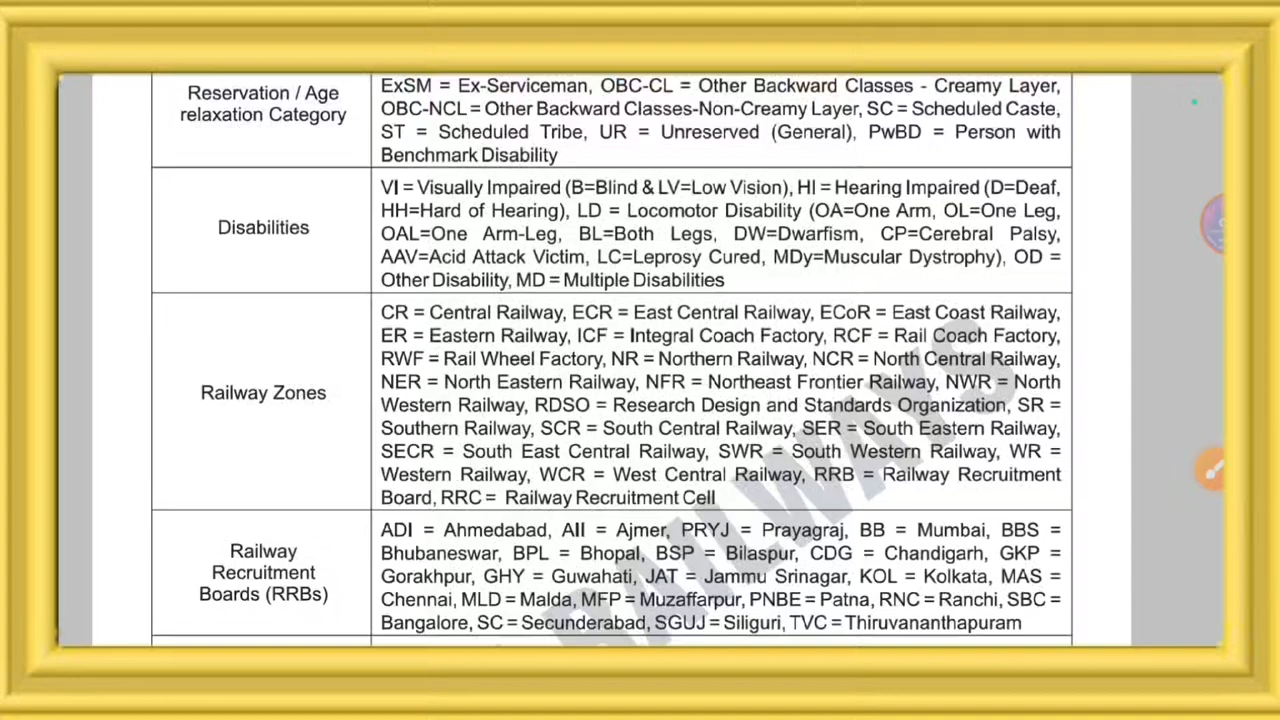 Reservation / Age
relaxation Category
ExSM = Ex-Serviceman, OBC-CL = Other Backward Classes - Creamy Layer,
OBC-NCL = Other Backward Classes-Non-Creamy Layer, SC = Scheduled Caste,
ST = Scheduled Tribe, UR = Unreserved (General), PwBD = Person with
Benchmark Disability
Disabilities
VI = Visually Impaired (B=Blind & LV=Low Vision), HI = Hearing Impaired (D=Deaf,
HH=Hard of Hearing), LD = Locomotor Disability (OA=One Arm, OL=One Leg,
OAL=One Arm-Leg, BL=Both Legs, DW=Dwarfism, CP=Cerebral Palsy,
AAV=Acid Attack Victim, LC=Leprosy Cured, MDy=Muscular Dystrophy), OD =
Other Disability, MD = Multiple Disabilities
Railway Zones
CR = Central Railway, ECR = East Central Railway, ECoR = East Coast Railway,
ER = Eastern Railway, ICF = Integral Coach Factory, RCF = Rail Coach Factory,
RWF = Rail Wheel Factory, NR = Northern Railway, NCR = North Central Railway,
NER = North Eastern Railway, NFR = Northeast Frontier Railway, NWR = North
Western Railway, RDSO = Research Design and Standards Organization, SR =
Southern Railway, SCR = South Central Railway, SER = South Eastern Railway,
SECR = South East Central Railway, SWR = South Western Railway, WR =
Western Railway, WCR = West Central Railway, RRB = Railway Recruitment
Board, RRC = Railway Recruitment Cell
Railway
Recruitment
Boards (RRBs)
ADI = Ahmedabad, AII = Ajmer, PRYJ = Prayagraj, BB = Mumbai, BBS =
Bhubaneswar, BPL = Bhopal, BSP = Bilaspur, CDG = Chandigarh, GKP =
Gorakhpur, GHY = Guwahati, JAT = Jammu Srinagar, KOL = Kolkata, MAS =
Chennai, MLD = Malda, MFP = Muzaffarpur, PNBE = Patna, RNC = Ranchi, SBC =
Bangalore, SC = Secunderabad, SGUJ = Siliguri, TVC = Thiruvananthapuram
RAILWAYS